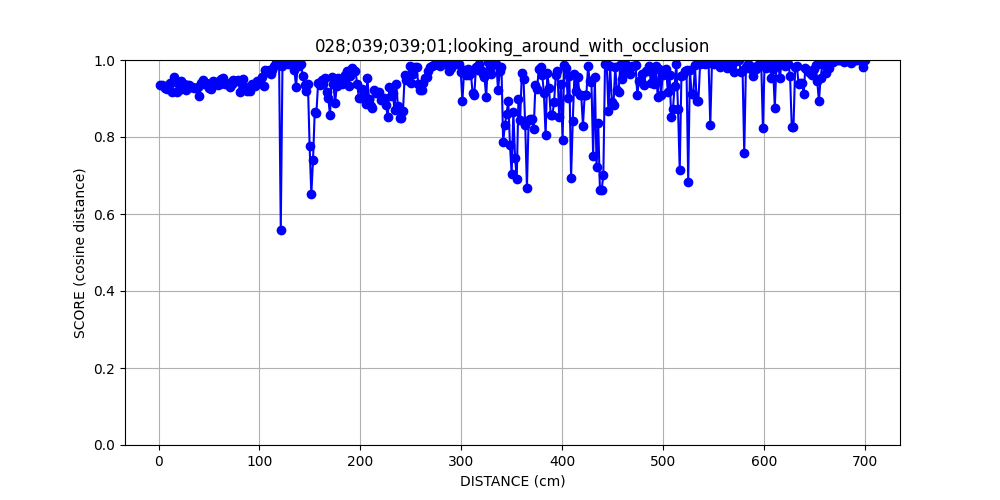 028;039;039;01;looking_around_with_occlusion
SCORE (cosine distance)
1.0
0.8
0.6
0.4
0.2
0.0
0 100 200 300 400 500 600 700
DISTANCE (cm)